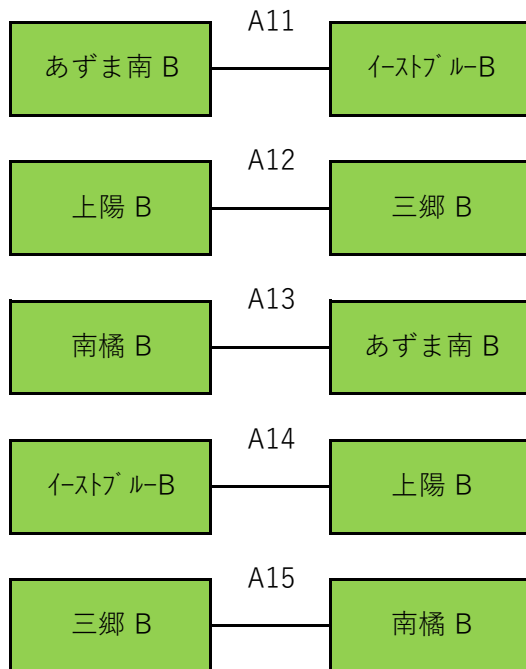 A11
あずま南 B
ｲｰｽﾄﾌﾞﾙｰB
A12
上陽 B
三郷 B
A13
南橘 B
あずま南 B
A14
ｲｰｽﾄﾌﾞﾙｰB
上陽 B
A15
三郷 B
南橘 B